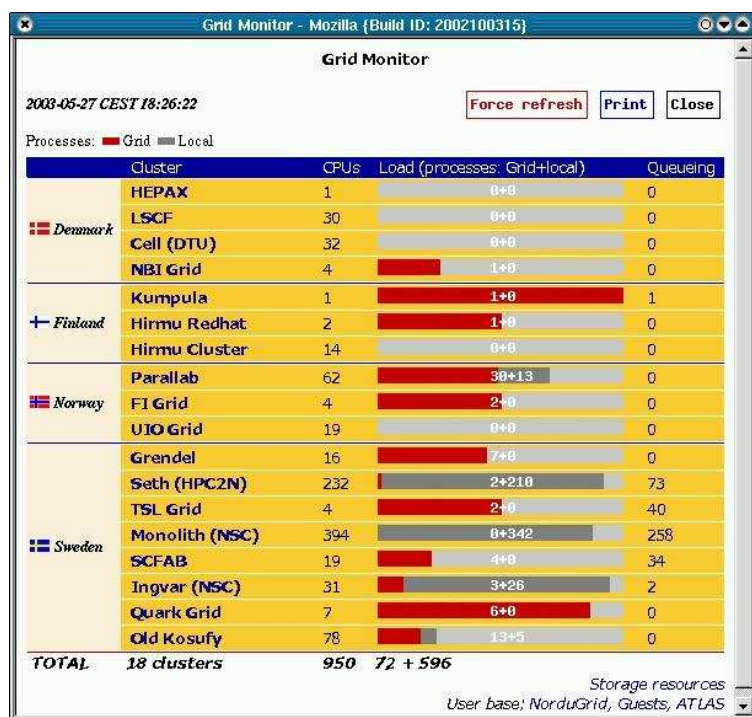 Grid Monitor - Mozilla {Build ID: 2002100315}
Grid Monitor
2003-05-27 CEST 18:26:22 Force refresh Print Close
Processes: Grid Local
Cluster CPUs Load (processes: Grid+local) Queueing
Denmark
HEPAX 1 0+0 0
LSCF 30 0+0 0
Cell (DTU) 32 0+0 0
NBI Grid 4 1+0 0
Finland
Kumpula 1 1+0 1
Hirmu Redhat 2 1+0 0
Hirmu Cluster 14 0+0 0
Norway
Parallab 62 30+13 0
FI Grid 4 2+0 0
UIO Grid 19 0+0 0
Sweden
Grendel 16 7+0 0
Seth (HPC2N) 232 2+210 73
TSL Grid 4 2+0 40
Monolith (NSC) 394 0+342 258
SCFAB 19 4+0 34
Ingvar (NSC) 31 3+26 2
Quark Grid 7 6+0 0
Old Kosufy 78 13+5 0
TOTAL 18 clusters 950 72 + 596
Storage resources
User base; NorduGrid, Guests, ATLAS